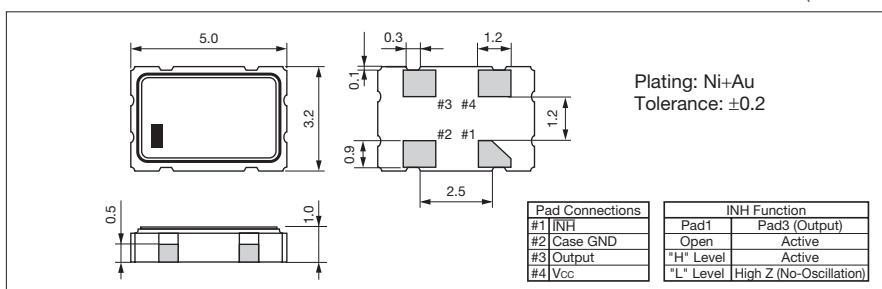 5.0
0.3
1.2
0.1
3.2
#3 #4
#2 #1
1.2
0.9
2.5
0.5
1.0
Plating: Ni+Au
Tolerance: ±0.2
Pad Connections
#1 INH
#2 Case GND
#3 Output
#4 Vcc
INH Function
Pad1 Pad3 (Output)
Open Active
"H" Level Active
"L" Level High Z (No-Oscillation)